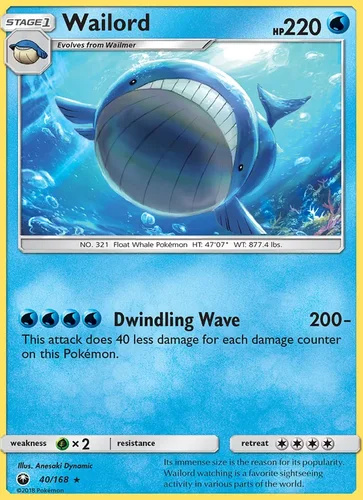 STAGE 1 Wailord HP 220
Evolves from Wailmer
NO. 321 Float Whale Pokémon HT: 47'07" WT: 877.4 lbs.
Dwindling Wave 200-
This attack does 40 less damage for each damage counter
on this Pokémon.
weakness × 2 resistance retreat
Illus. Anesaki Dynamic
40/168 ★
©2018 Pokémon
Its immense size is the reason for its popularity.
Wailord watching is a favorite sightseeing
activity in various parts of the world.